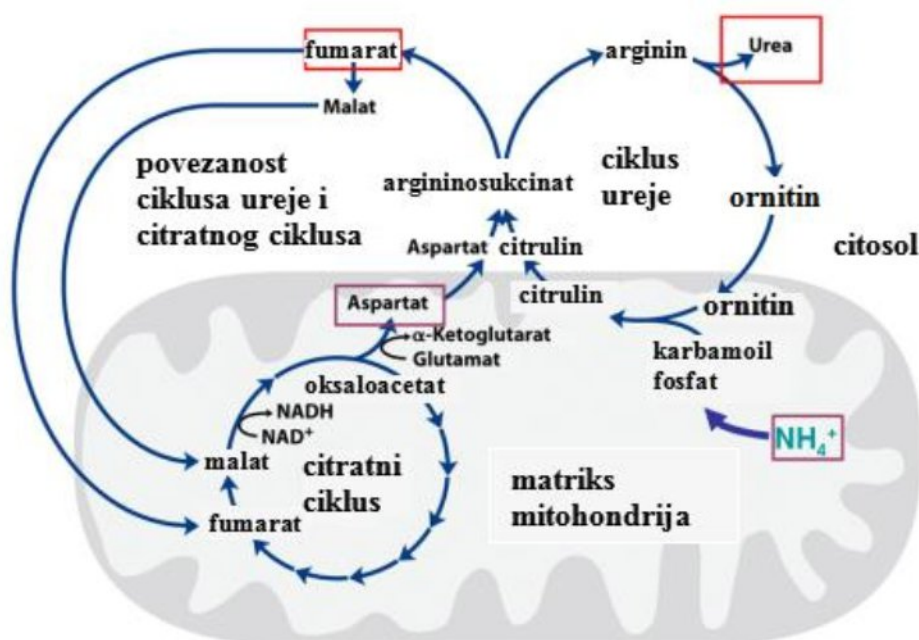 fumarat
Malat
arginin
Urea
povezanost
ciklusa ureje i
citratnog ciklusa
argininosukcinat
ciklus
ureje
ornitin
citosol
Aspartat
citrulin
citrulin
ornitin
karbamoil
fosfat
NH₄⁺
Aspartat
α-Ketoglutarat
Glutamat
oksaloacetat
NADH
NAD⁺
malat
citratni
ciklus
fumarat
matriks
mitohondrija